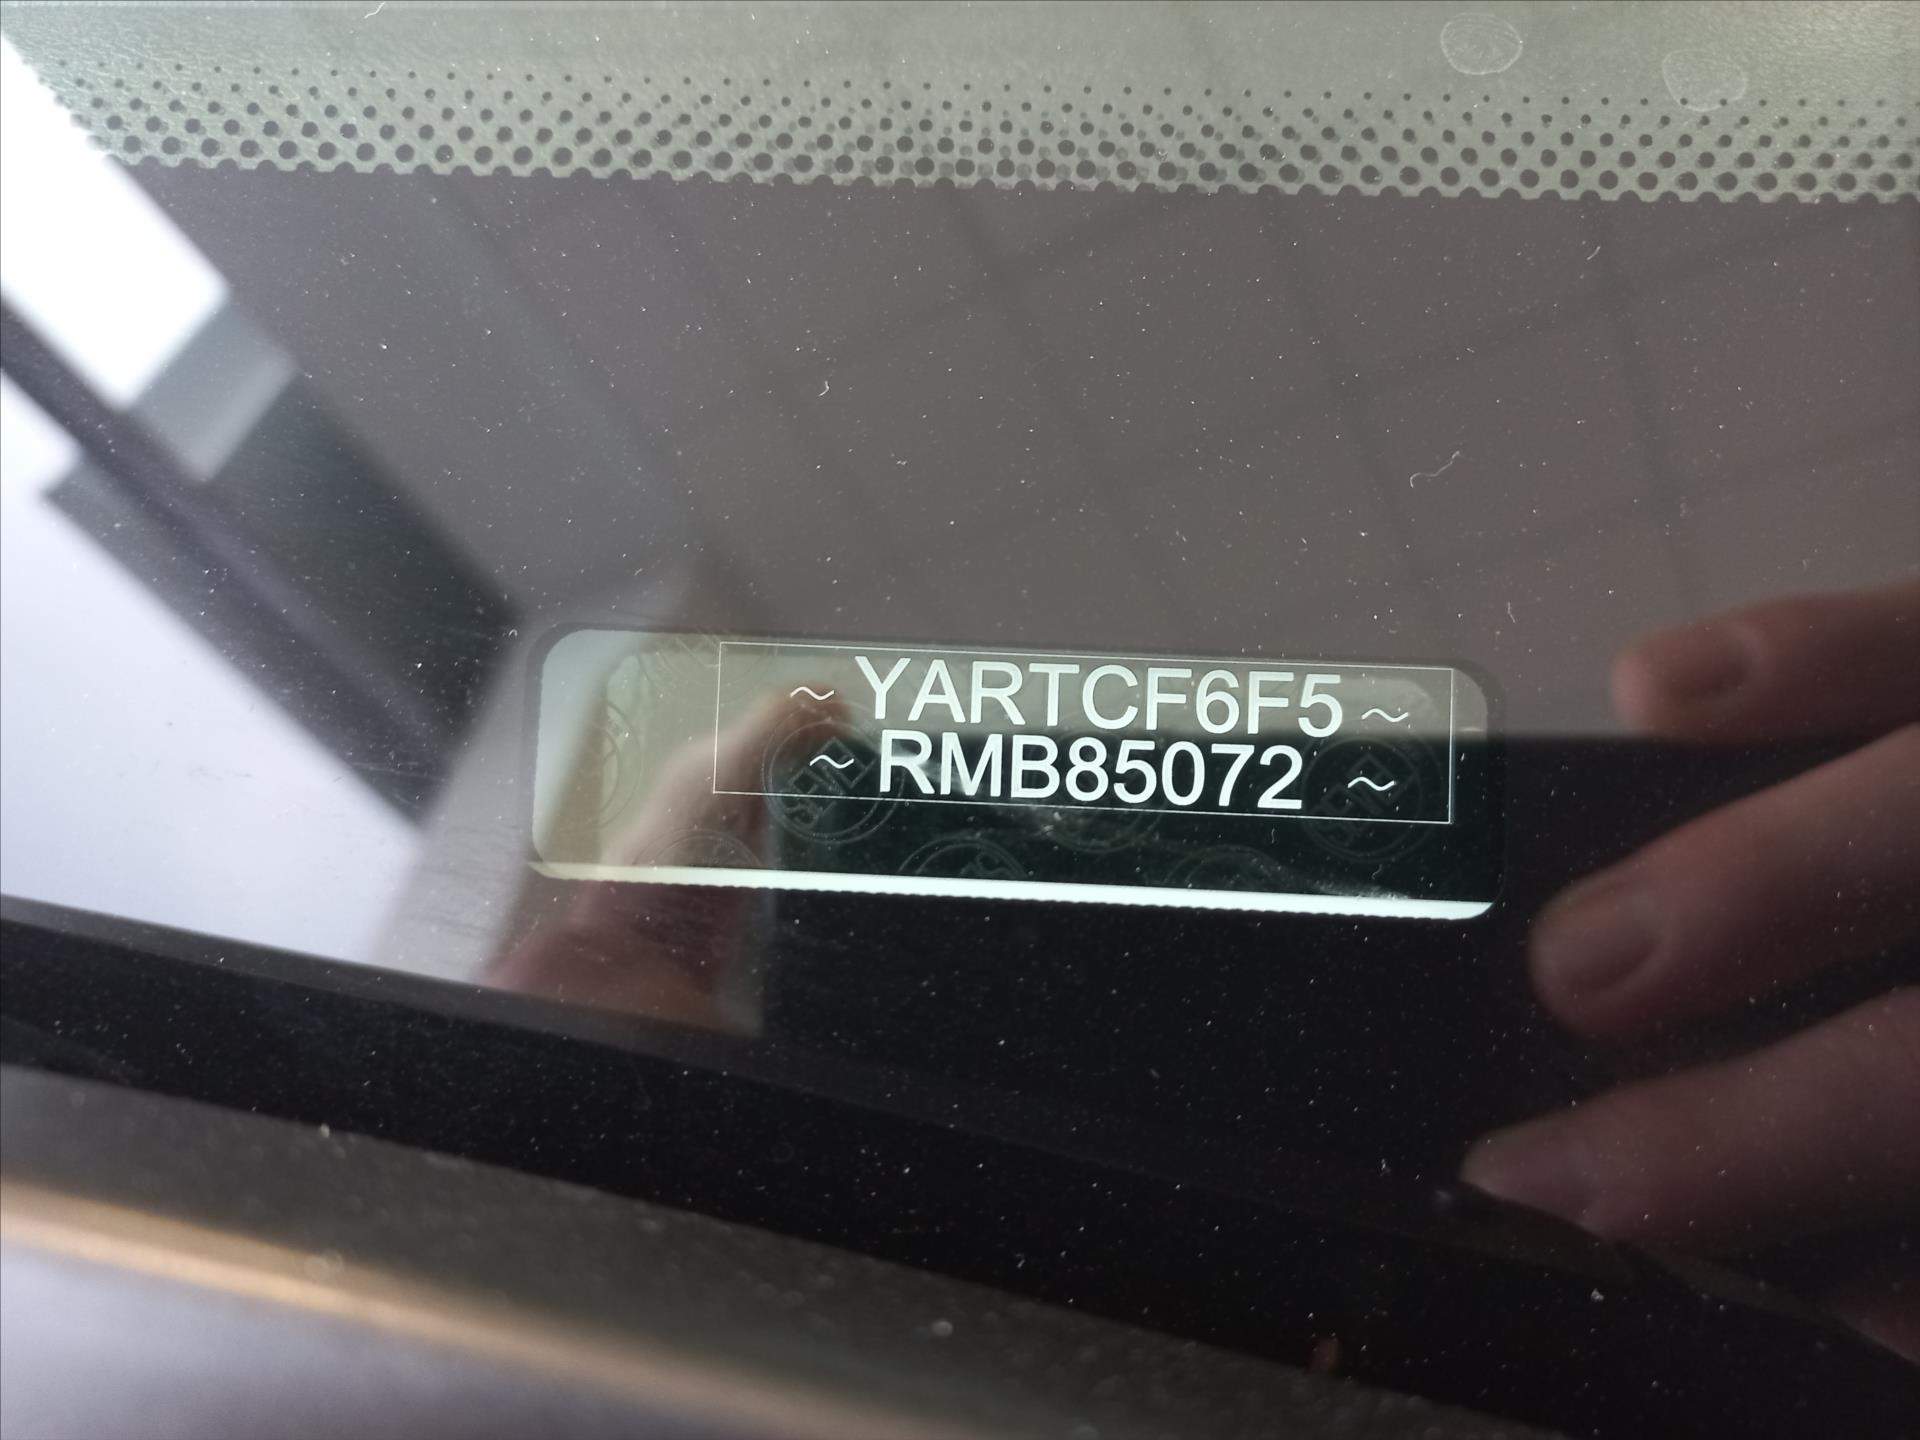 ~ YARTCF6F5 ~
~ RMB85072 ~